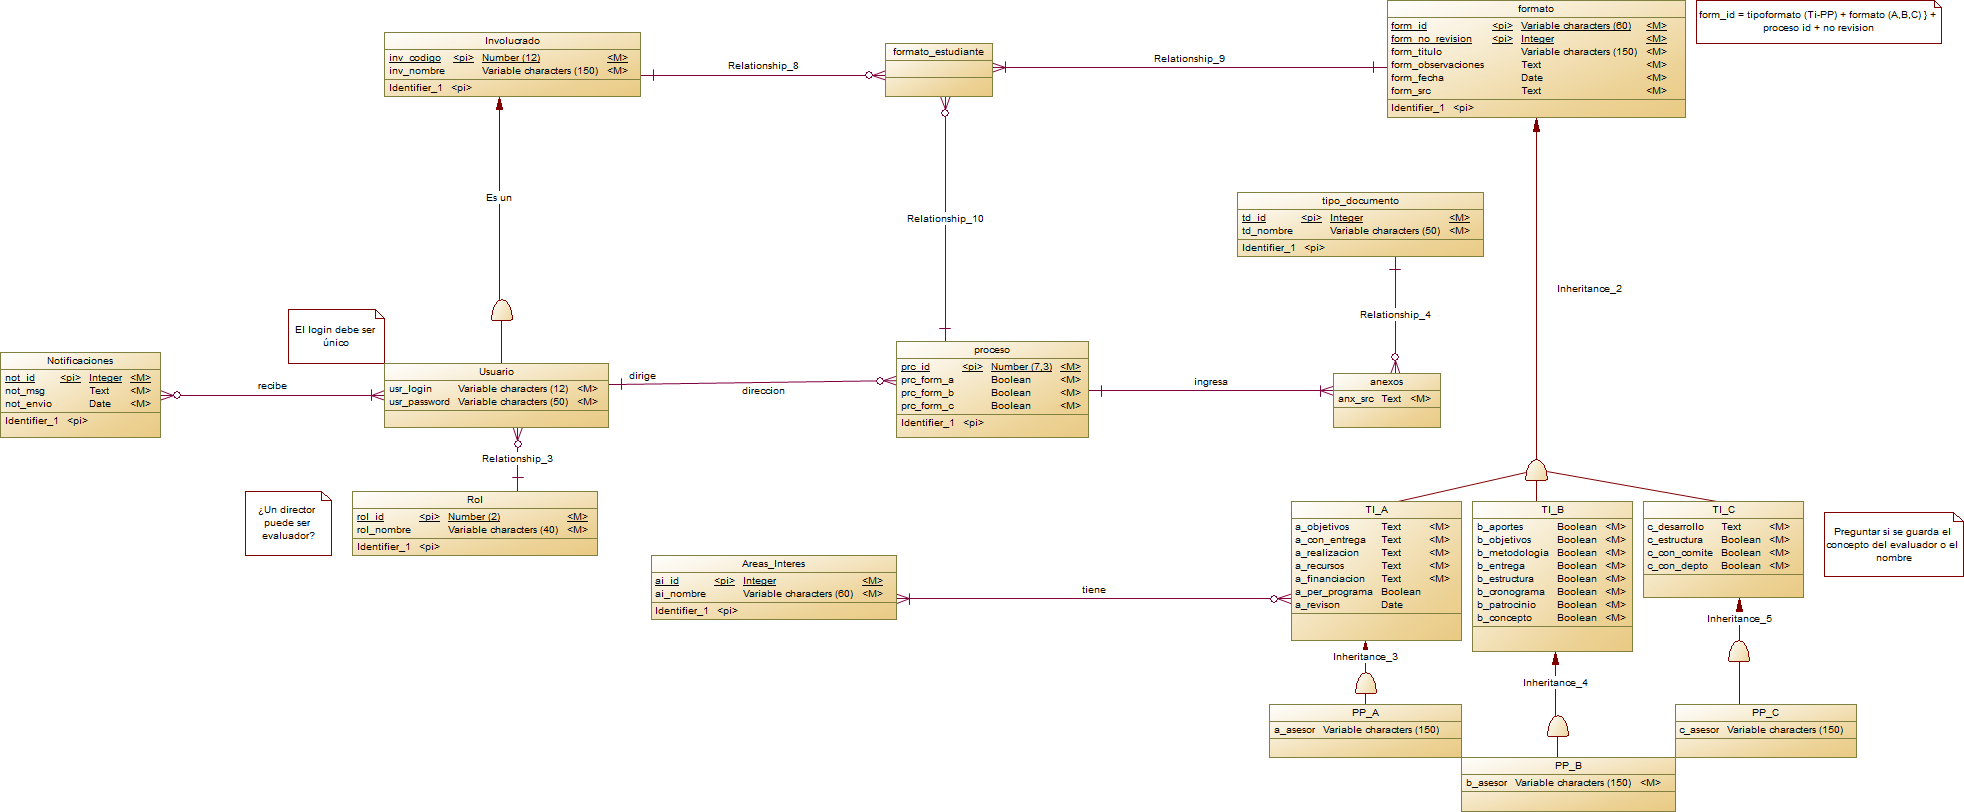 Involucrado
inv_codigo <pi> Number (12) <M>
inv_nombre Variable characters (150) <M>
Identifier_1 <pi>
Relationship_8
formato_estudiante
Relationship_9
formato
form_id <pi> Variable characters (60) <M>
form_no_revision <pi> Integer <M>
form_titulo Variable characters (150) <M>
form_observaciones Text <M>
form_fecha Date <M>
form_src Text <M>
Identifier_1 <pi>
form_id = tipoformato (Ti-PP) + formato (A,B,C) } +
proceso id + no revision
Es un
Relationship_10
tipo_documento
td_id <pi> Integer <M>
td_nombre Variable characters (50) <M>
Identifier_1 <pi>
Inheritance_2
Relationship_4
El login debe ser
único
Notificaciones
not_id <pi> Integer <M>
not_msg Text <M>
not_envio Date <M>
Identifier_1 <pi>
recibe
Usuario
usr_login Variable characters (12) <M>
usr_password Variable characters (50) <M>
dirige
direccion
proceso
prc_id <pi> Number (7,3) <M>
prc_form_a Boolean <M>
prc_form_b Boolean <M>
prc_form_c Boolean <M>
Identifier_1 <pi>
ingresa
anexos
anx_src Text <M>
Relationship_3
¿Un director
puede ser
evaluador?
Rol
rol_id <pi> Number (2) <M>
rol_nombre Variable characters (40) <M>
Identifier_1 <pi>
Areas_Interes
ai_id <pi> Integer <M>
ai_nombre Variable characters (60) <M>
Identifier_1 <pi>
tiene
TI_A
a_objetivos Text <M>
a_con_entrega Text <M>
a_realizacion Text <M>
a_recursos Text <M>
a_financiacion Text <M>
a_per_programa Boolean
a_revison Date
TI_B
b_aportes Boolean <M>
b_objetivos Boolean <M>
b_metodologia Boolean <M>
b_entrega Boolean <M>
b_estructura Boolean <M>
b_cronograma Boolean <M>
b_patrocinio Boolean <M>
b_concepto Boolean <M>
TI_C
c_desarrollo Text <M>
c_estructura Boolean <M>
c_con_comite Boolean <M>
c_con_depto Boolean <M>
Preguntar si se guarda el
concepto del evaluador o el
nombre
Inheritance_3
Inheritance_4
Inheritance_5
PP_A
a_asesor Variable characters (150)
PP_B
b_asesor Variable characters (150) <M>
PP_C
c_asesor Variable characters (150)